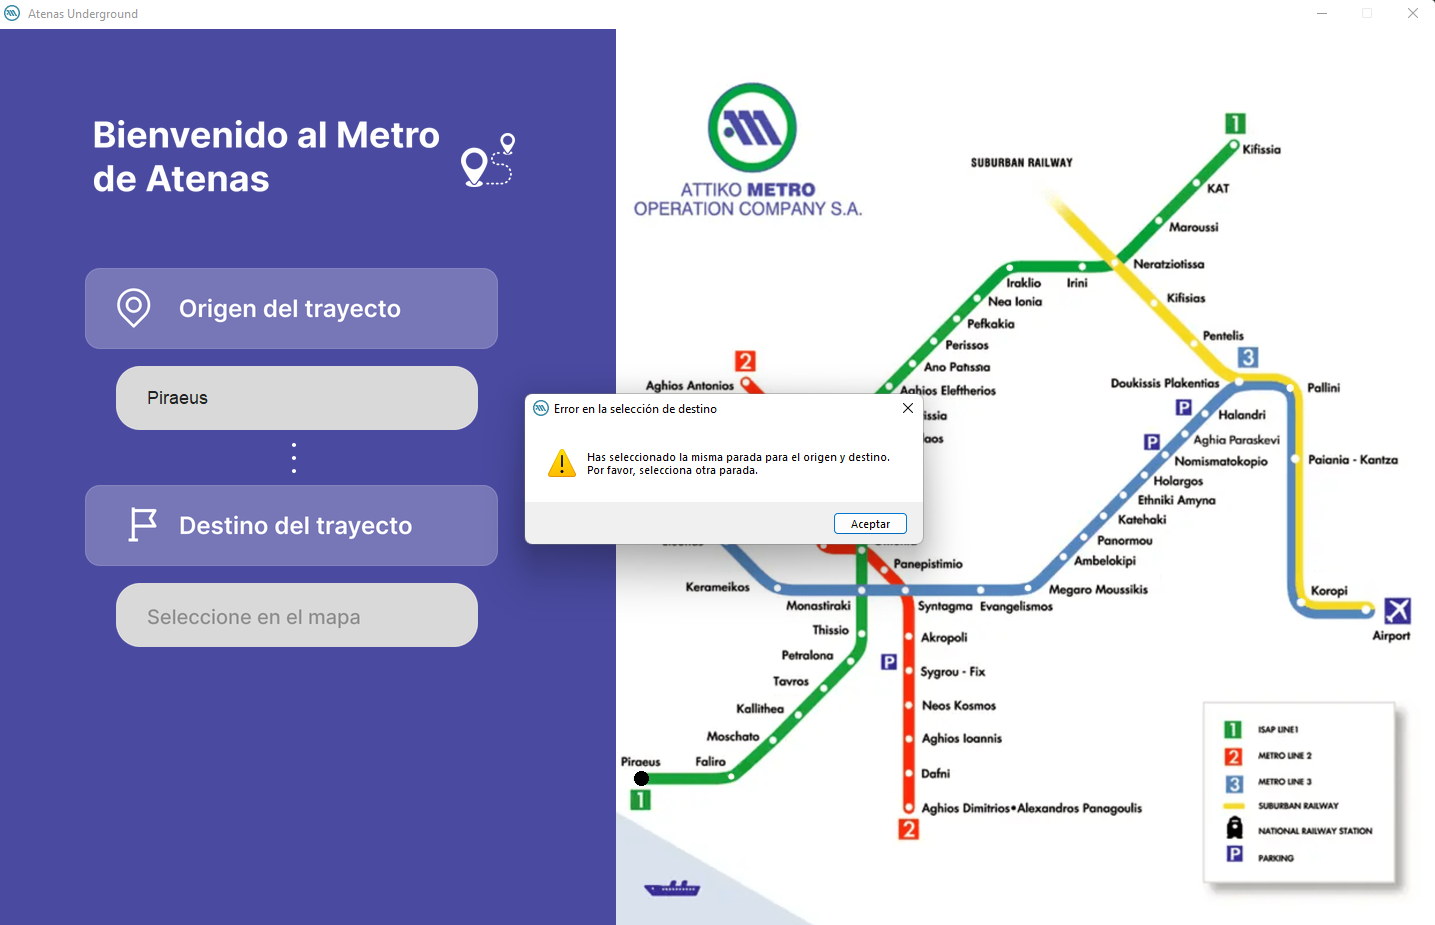 Atenas Underground
Bienvenido al Metro
de Atenas
Origen del trayecto
Piraeus
Destino del trayecto
Seleccione en el mapa
ATTIKO METRO
OPERATION COMPANY S.A.
SUBURBAN RAILWAY
1
Kifissia
KAT
Maroussi
Neratziotissa
Iraklio
Irini
Nea Ionia
Kifisias
Pefkakia
Pentelis
Perissos
3
2
Ano Patissia
Aghios Antonios
Doukissis Plakentias
Pallini
Aghios Eleftherios
P
Halandri
Error en la selección de destino
Has seleccionado la misma parada para el origen y destino.
Por favor, selecciona otra parada.
Aceptar
P
Aghia Paraskevi
Nomismatokopio
Paiania - Kantza
Holargos
Ethniki Amyna
Katehaki
Panormou
Ambelokipi
Panepistimio
Kerameikos
Megaro Moussikis
Koropi
Monastiraki
Syntagma
Evangelismos
Thissio
Akropoli
Airport
Petralona
P
Sygrou - Fix
Tavros
Kallithea
Neos Kosmos
Moschato
Aghios Ioannis
Piraeus
Faliro
Dafni
1
Aghios Dimitrios•Alexandros Panagoulis
2
1 ISAP LINE1
2 METRO LINE 2
3 METRO LINE 3
SUBURBAN RAILWAY
NATIONAL RAILWAY STATION
P PARKING